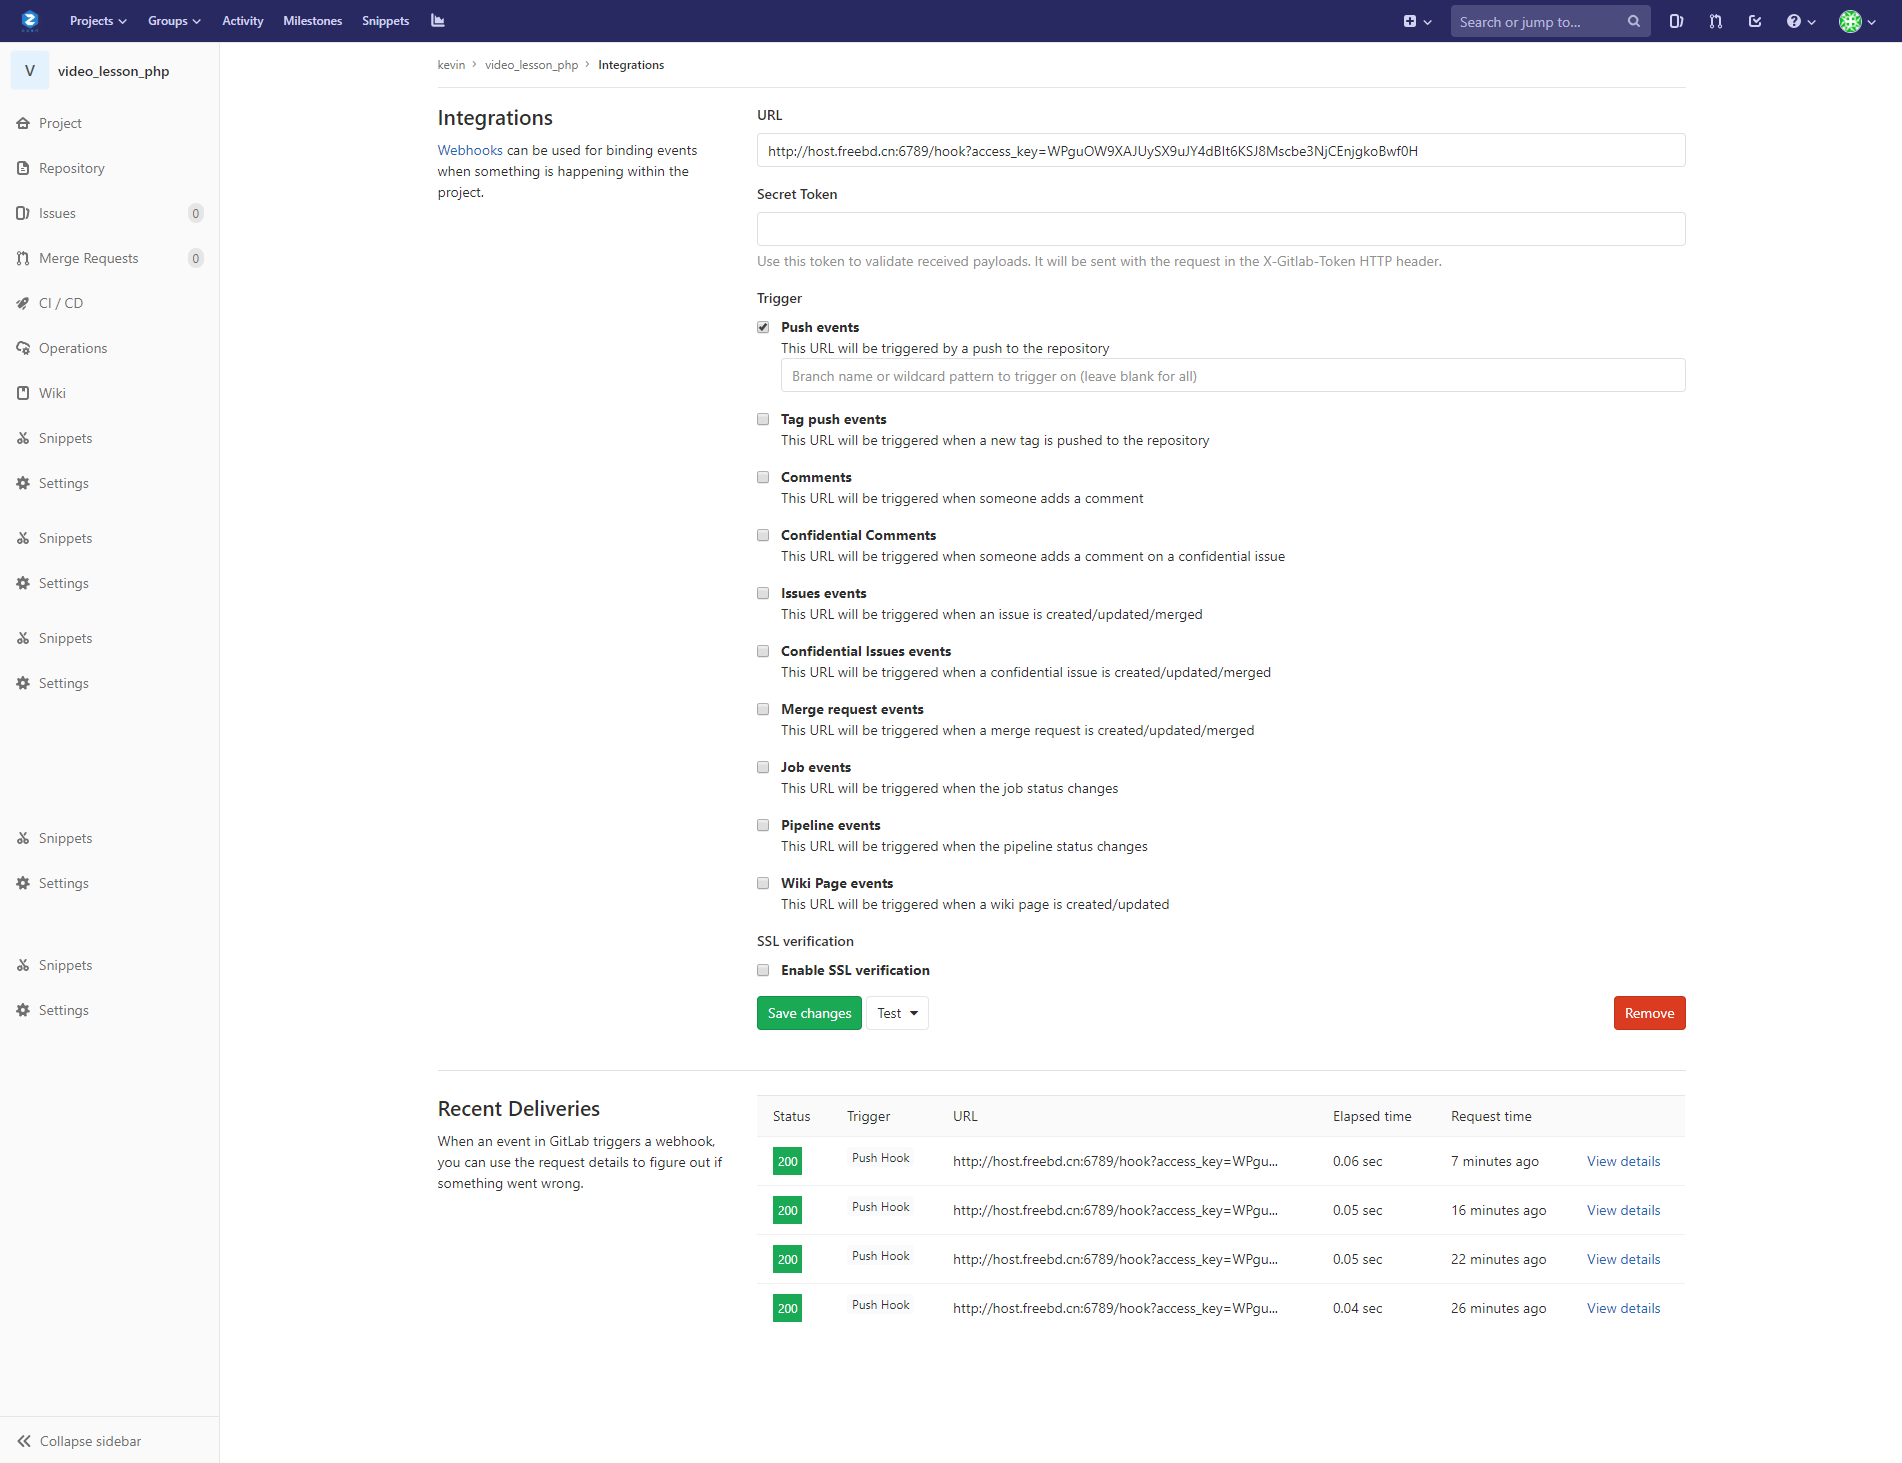 Projects Groups Activity Milestones Snippets Search or jump to...
V video_lesson_php
Project
Repository
Issues 0
Merge Requests 0
CI / CD
Operations
Wiki
Snippets
Settings
Snippets
Settings
Snippets
Settings
Snippets
Settings
Snippets
Settings
Collapse sidebar
kevin > video_lesson_php > Integrations
Integrations
Webhooks can be used for binding events
when something is happening within the
project.
URL
http://host.freebd.cn:6789/hook?access_key=WPguOW9XAJUySX9uJY4dBIt6KSJ8Mscbe3NjCEnjgkoBwf0H
Secret Token
Use this token to validate received payloads. It will be sent with the request in the X-Gitlab-Token HTTP header.
Trigger
Push events
This URL will be triggered by a push to the repository
Branch name or wildcard pattern to trigger on (leave blank for all)
Tag push events
This URL will be triggered when a new tag is pushed to the repository
Comments
This URL will be triggered when someone adds a comment
Confidential Comments
This URL will be triggered when someone adds a comment on a confidential issue
Issues events
This URL will be triggered when an issue is created/updated/merged
Confidential Issues events
This URL will be triggered when a confidential issue is created/updated/merged
Merge request events
This URL will be triggered when a merge request is created/updated/merged
Job events
This URL will be triggered when the job status changes
Pipeline events
This URL will be triggered when the pipeline status changes
Wiki Page events
This URL will be triggered when a wiki page is created/updated
SSL verification
Enable SSL verification
Save changes Test Remove
Recent Deliveries
When an event in GitLab triggers a webhook,
you can use the request details to figure out if
something went wrong.
Status Trigger URL Elapsed time Request time
200 Push Hook http://host.freebd.cn:6789/hook?access_key=WPgu... 0.06 sec 7 minutes ago View details
200 Push Hook http://host.freebd.cn:6789/hook?access_key=WPgu... 0.05 sec 16 minutes ago View details
200 Push Hook http://host.freebd.cn:6789/hook?access_key=WPgu... 0.05 sec 22 minutes ago View details
200 Push Hook http://host.freebd.cn:6789/hook?access_key=WPgu... 0.04 sec 26 minutes ago View details